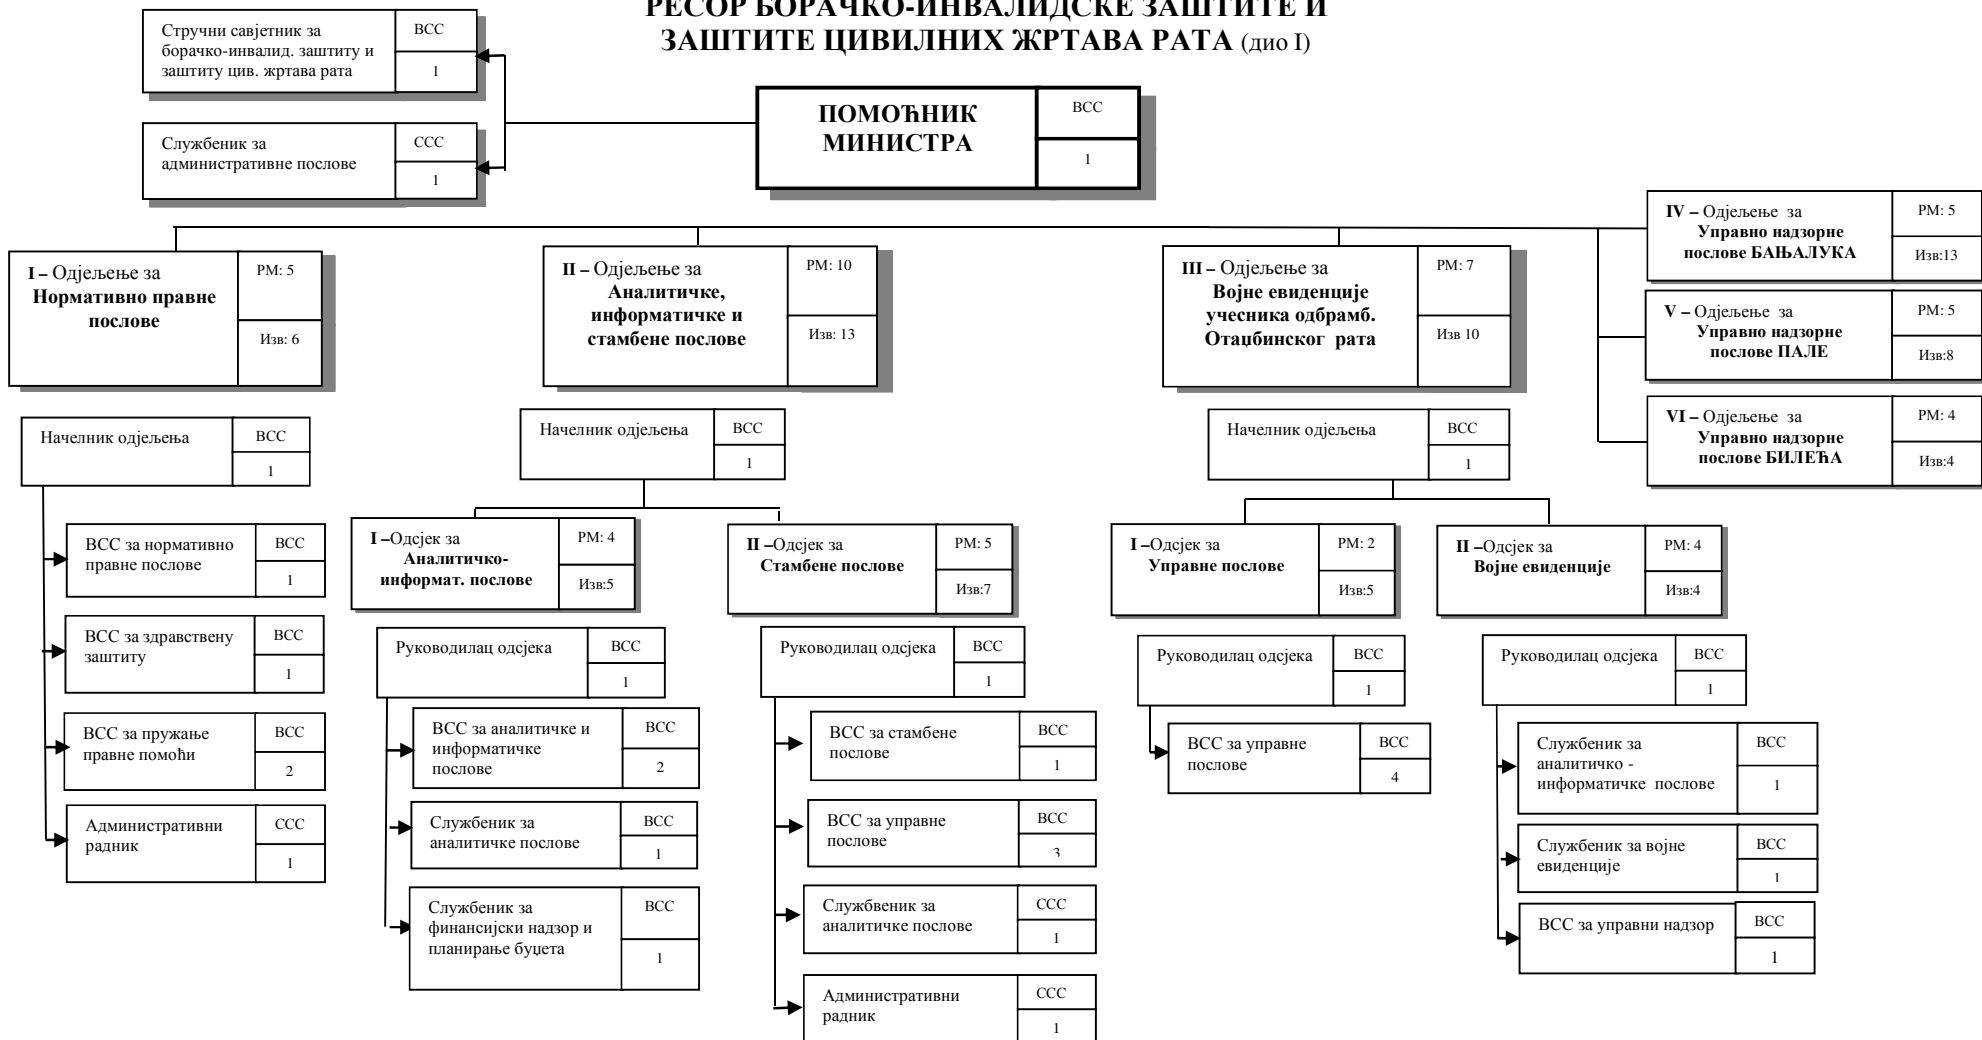 РЕСОР БОРАЧКО-ИНВАЛИДСКЕ ЗАШТИТЕ И
ЗАШТИТЕ ЦИВИЛНИХ ЖРТАВА РАТА (дио I)
Стручни савјетник за
борачко-инвалид. заштиту и
заштиту цив. жртава рата
ВСС
1
Службеник за
административне послове
ССС
1
ПОМОЋНИК
МИНИСТРА
ВСС
1
I – Одјељење за
Нормативно правне
послове
РМ: 5
Изв: 6
II – Одјељење за
Аналитичке,
информатичке и
стамбене послове
РМ: 10
Изв: 13
III – Одјељење за
Војне евиденције
учесника одбрамб.
Отаџбинског рата
РМ: 7
Изв 10
IV – Одјељење за
Управно надзорне
послове БАЊАЛУКА
РМ: 5
Изв:13
V – Одјељење за
Управно надзорне
послове ПАЛЕ
РМ: 5
Изв:8
VI – Одјељење за
Управно надзорне
послове БИЛЕЋА
РМ: 4
Изв:4
Начелник одјељења
ВСС
1
ВСС за нормативно
правне послове
ВСС
1
ВСС за здравствену
заштиту
ВСС
1
ВСС за пружање
правне помоћи
ВСС
2
Административни
радник
ССС
1
Начелник одјељења
ВСС
1
I –Одсјек за
Аналитичко-
информат. послове
РМ: 4
Изв:5
Руководилац одсјека
ВСС
1
ВСС за аналитичке и
информатичке
послове
ВСС
2
Службеник за
аналитичке послове
ВСС
1
Службеник за
финансијски надзор и
планирање буџета
ВСС
1
II –Одсјек за
Стамбене послове
РМ: 5
Изв:7
Руководилац одсјека
ВСС
1
ВСС за стамбене
послове
ВСС
1
ВСС за управне
послове
ВСС
3
Службвеник за
аналитичке послове
ССС
1
Административни
радник
ССС
1
Начелник одјељења
ВСС
1
I –Одсјек за
Управне послове
РМ: 2
Изв:5
Руководилац одсјека
ВСС
1
ВСС за управне
послове
ВСС
4
II –Одсјек за
Војне евиденције
РМ: 4
Изв:4
Руководилац одсјека
ВСС
1
Службеник за
аналитичко -
информатичке послове
ВСС
1
Службеник за војне
евиденције
ВСС
1
ВСС за управни надзор
ВСС
1